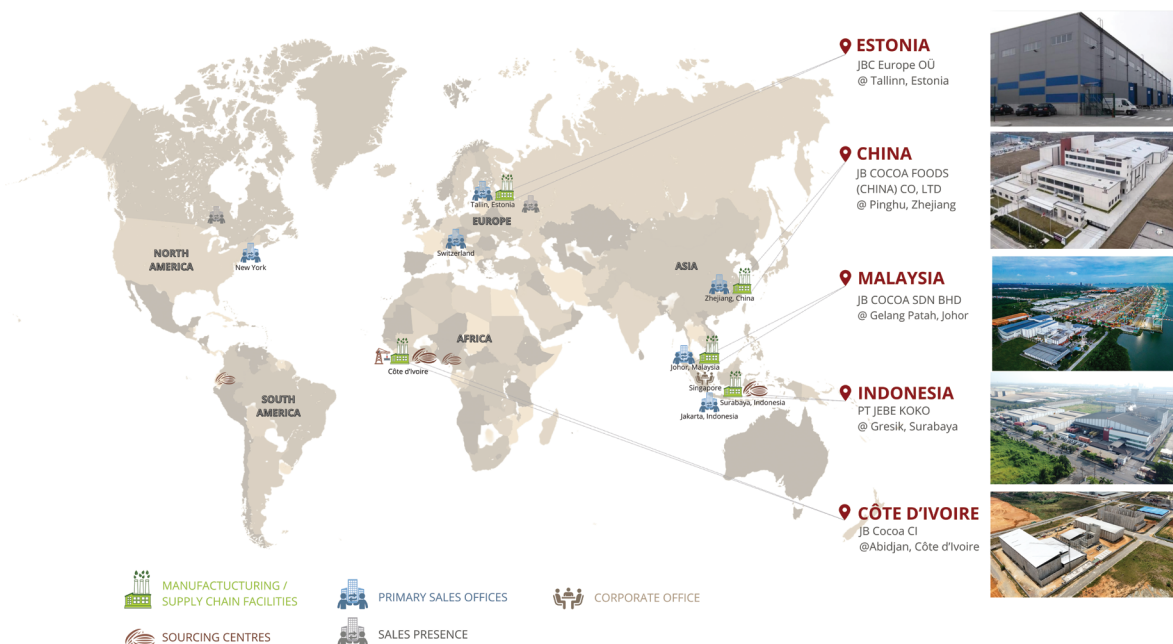 ESTONIA
JBC Europe OÜ
@ Tallinn, Estonia
CHINA
JB COCOA FOODS
(CHINA) CO, LTD
@ Pinghu, Zhejiang
MALAYSIA
JB COCOA SDN BHD
@ Gelang Patah, Johor
INDONESIA
PT JEBE KOKO
@ Gresik, Surabaya
CÔTE D'IVOIRE
JB Cocoa CI
@Abidjan, Côte d'Ivoire
NORTH
AMERICA
New York
SOUTH
AMERICA
Tallin, Estonia
EUROPE
Switzerland
AFRICA
Côte d'Ivoire
ASIA
Zhejiang, China
Johor, Malaysia
Singapore
Surabaya, Indonesia
Jakarta, Indonesia
MANUFACTUCTURING /
SUPPLY CHAIN FACILITIES
PRIMARY SALES OFFICES
CORPORATE OFFICE
SOURCING CENTRES
SALES PRESENCE